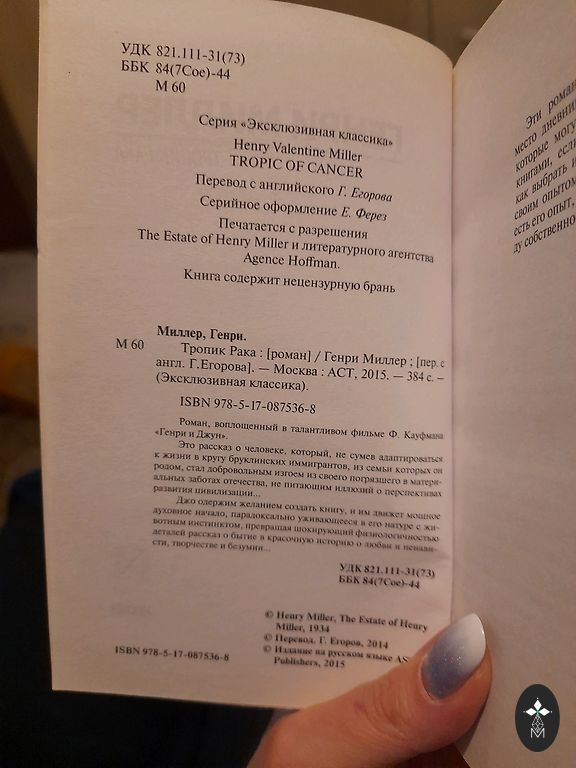 УДК 821.111-31(73)
ББК 84(7Сое)-44
М 60
Серия «Эксклюзивная классика»
Henry Valentine Miller
TROPIC OF CANCER
Перевод с английского Г. Егорова
Серийное оформление Е. Ферез
Печатается с разрешения
The Estate of Henry Miller и литературного агентства
Agence Hoffman.
Книга содержит нецензурную брань
Миллер, Генри.
М 60 Тропик Рака : [роман] / Генри Миллер ; [пер. с
англ. Г.Егорова]. — Москва : АСТ, 2015. — 384 с. —
(Эксклюзивная классика).
ISBN 978-5-17-087536-8
Роман, воплощенный в талантливом фильме Ф. Кауфмана
«Генри и Джун».
Это рассказ о человеке, который, не сумев адаптироваться
к жизни в кругу бруклинских иммигрантов, из семьи которых он
родом, стал добровольным изгоем из своего погрязшего в матери-
альных заботах отечества, не питающим иллюзий о перспективах
развития цивилизации...
Джо одержим желанием создать книгу, и им движет мощное
духовное начало, парадоксально уживающееся в его натуре с жи-
вотным инстинктом, превращая шокирующий физиологичностью
деталей рассказ о бытие в красочную историю о любви и ненави-
сти, творчестве и безумии...
УДК 821.111-31(73)
ББК 84(7Сое)-44
© Henry Miller, The Estate of Henry
Miller, 1934
© Перевод. Г. Егоров, 2014
© Издание на русском языке AS
Publishers, 2015
ISBN 978-5-17-087536-8
Эти роман
место дневни
которые могу
книгами, если
как выбрать и
своим опытом
есть его опыт,
ду собственно
М